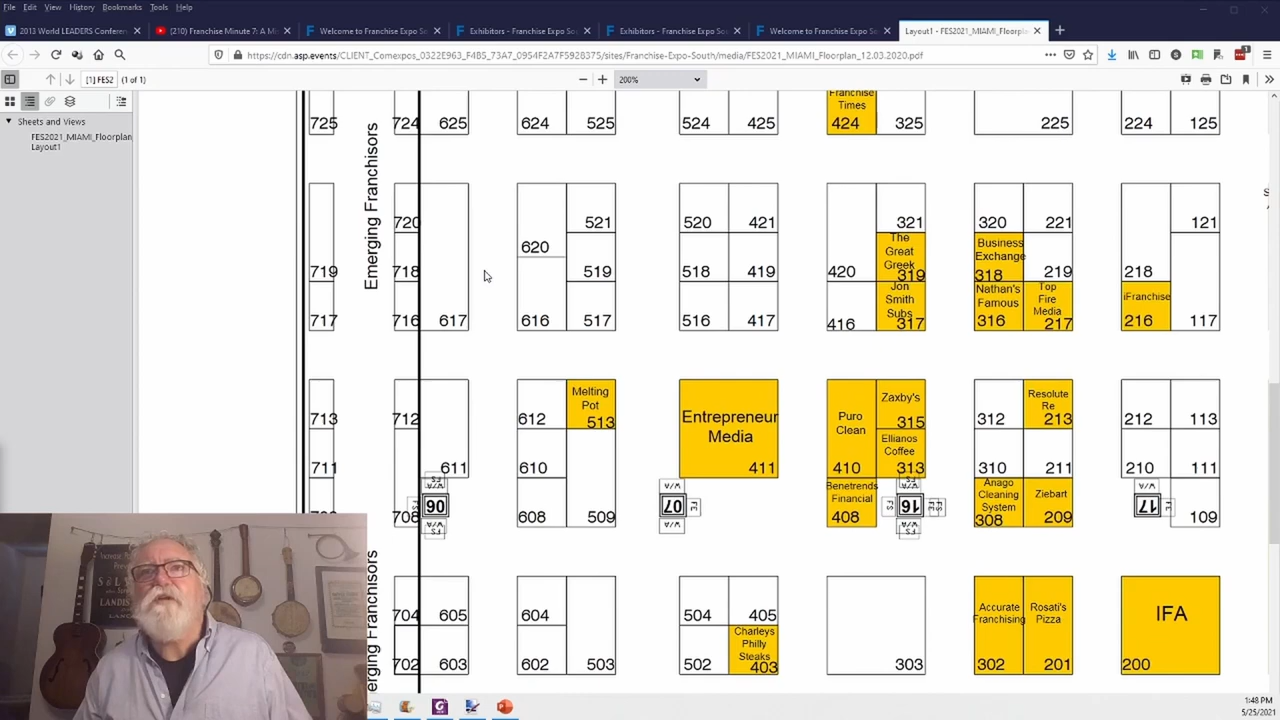 File Edit View History Bookmarks Tools Help
2013 World LEADERS Conferen
(210) Franchise Minute 7: A Mi
Welcome to Franchise Expo So
Exhibitors - Franchise Expo Sout
Exhibitors - Franchise Expo Sout
Welcome to Franchise Expo Sou
Layout1 - FES2021_MIAMI_Floorpla
https://cdn.asp.events/CLIENT_Comexpos_0322E963_F4B5_73A7_0954F2A7F5928375/sites/Franchise-Expo-South/media/FES2021_MIAMI_Floorplan_12.03.2020.pdf
[1] FES2 (1 of 1)
200%
Sheets and Views
FES2021_MIAMI_Floorplan
Layout1
Emerging Franchisors
725 724 625 624 525 524 425
Franchise
Times
424 325 225 224 125
720 521 520 421 321 320 221 121
620
719 718 519 518 419 420
The
Great
Greek
319
Business
Exchange
318
219 218
717 716 617 616 517 516 417 416
Jon
Smith
Subs
317
Nathan's
Famous
316
Top
Fire
Media
217
iFranchise
216
117
713 712 612
Melting
Pot
513
Entrepreneur
Media
411
Puro
Clean
410
Zaxby's
315
312
Resolute
Re
213
212 113
711 611 610
Ellianos
Coffee
313
310 211 210 111
708 06 608 509 07
Benetrends
Financial
408
16
Anago
Cleaning
System
308
Ziebart
209
17 109
erging Franchisors
704 605 604 504 405
702 603 602 503 502
Charleys
Philly
Steaks
403
303
Accurate
Franchising
302
Rosati's
Pizza
201
IFA
200
1:48 PM
5/25/2021